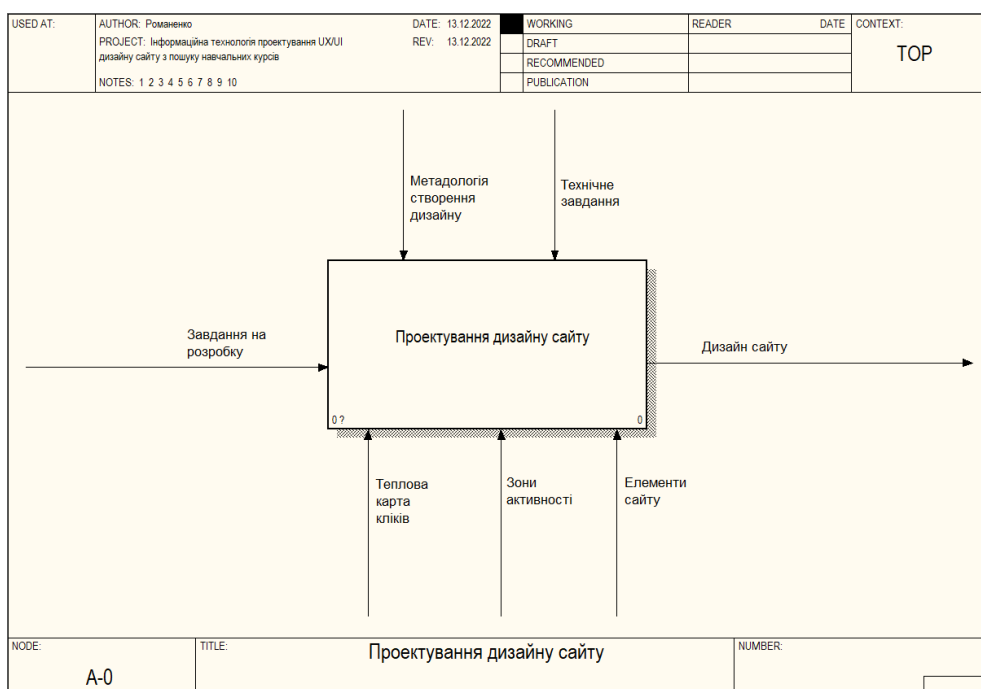 USED AT:
AUTHOR: Романенко
DATE: 13.12.2022
PROJECT: Інформаційна технологія проектування UX/UI
дизайну сайту з пошуку навчальних курсів
REV: 13.12.2022
NOTES: 1 2 3 4 5 6 7 8 9 10
WORKING
DRAFT
RECOMMENDED
PUBLICATION
READER DATE
CONTEXT:
TOP
Метадологія
створення
дизайну
Технічне
завдання
Завдання на
розробку
Проектування дизайну сайту
0 ?
0
Дизайн сайту
Теплова
карта
кліків
Зони
активності
Елементи
сайту
NODE:
A-0
TITLE:
Проектування дизайну сайту
NUMBER: